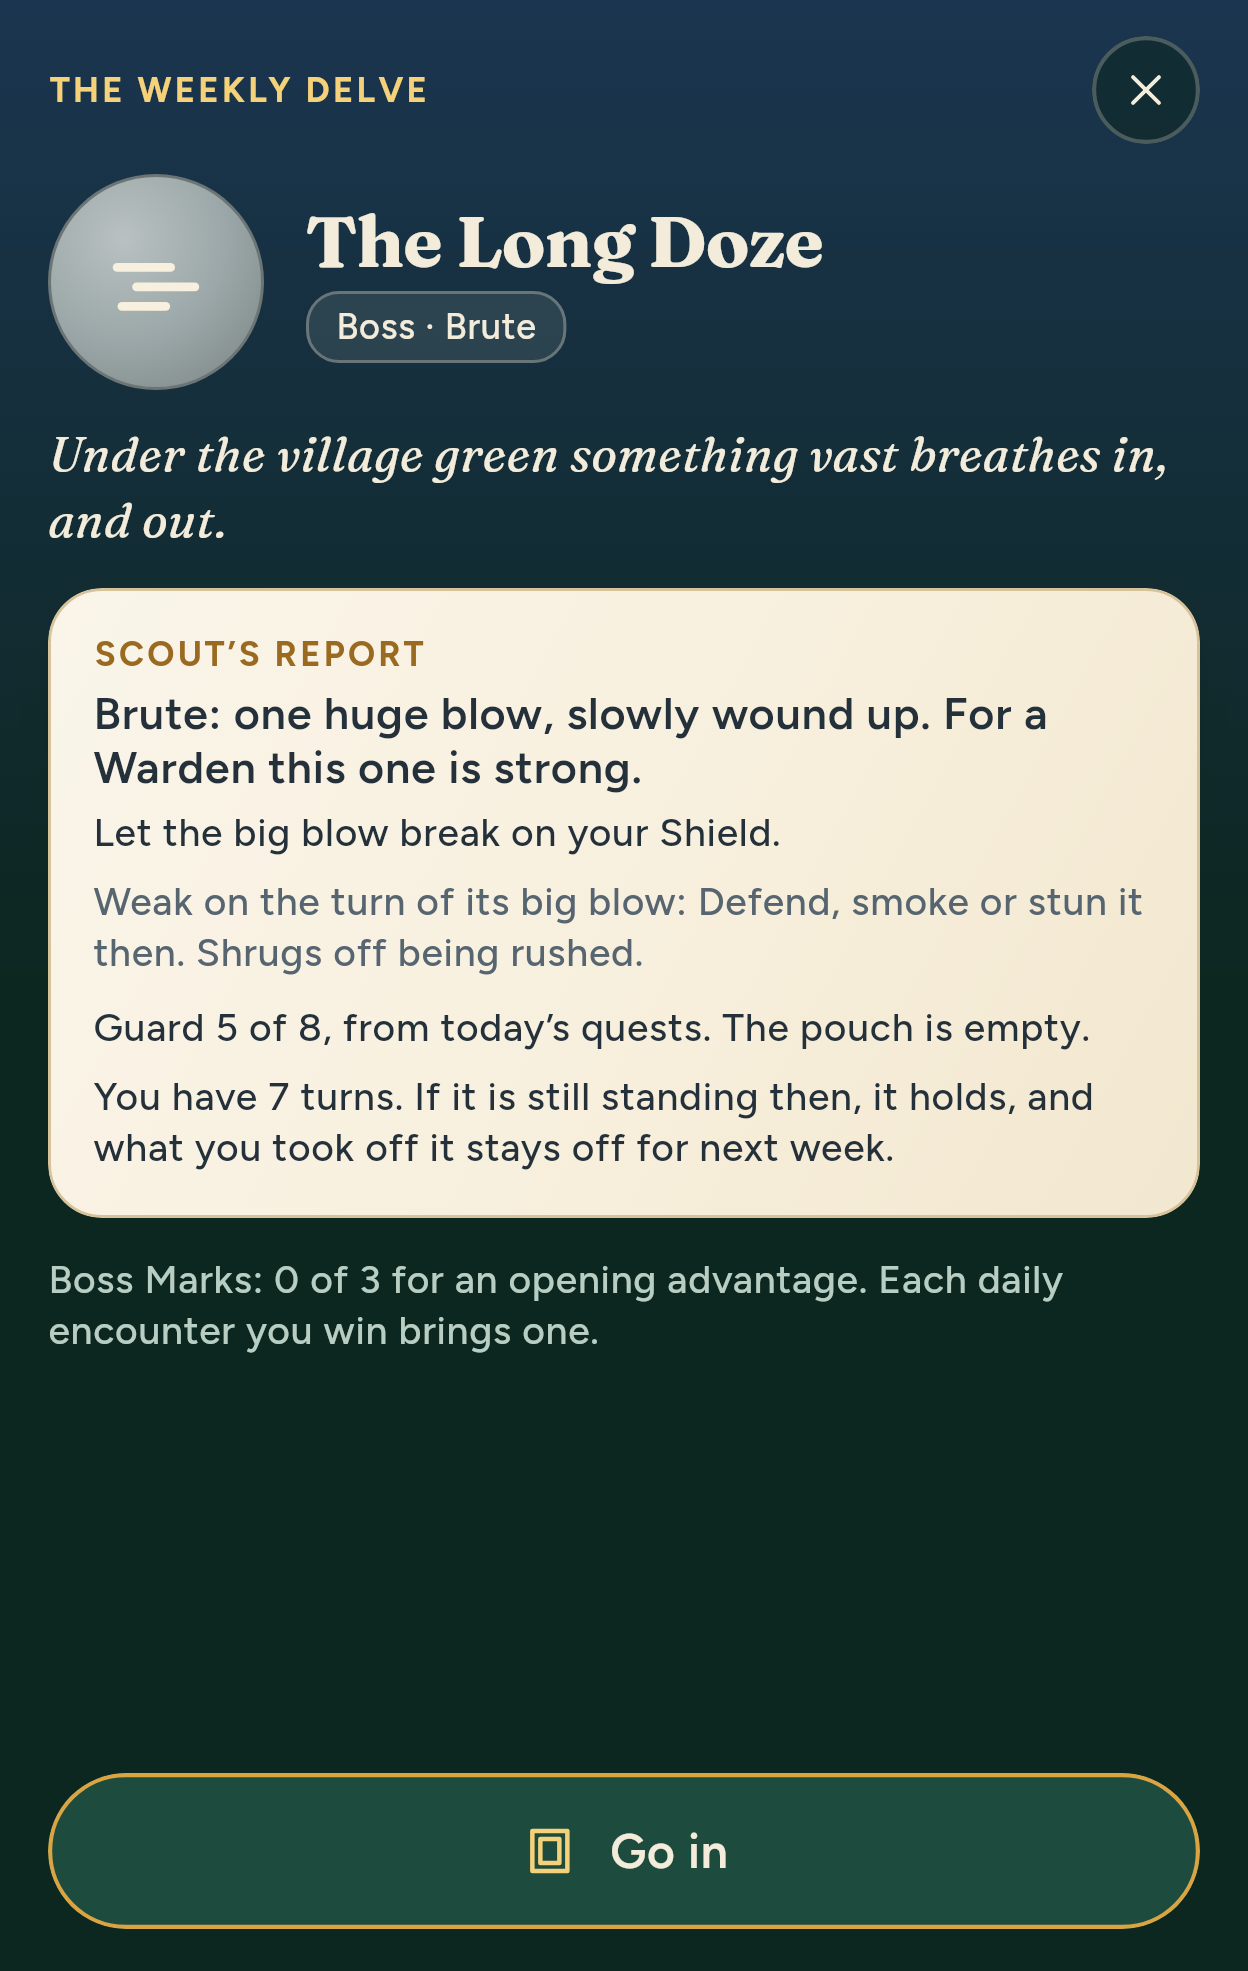 THE WEEKLY DELVE
The Long Doze
Boss · Brute
Under the village green something vast breathes in,
and out.
SCOUT’S REPORT
Brute: one huge blow, slowly wound up. For a
Warden this one is strong.
Let the big blow break on your Shield.
Weak on the turn of its big blow: Defend, smoke or stun it
then. Shrugs off being rushed.
Guard 5 of 8, from today’s quests. The pouch is empty.
You have 7 turns. If it is still standing then, it holds, and
what you took off it stays off for next week.
Boss Marks: 0 of 3 for an opening advantage. Each daily
encounter you win brings one.
Go in